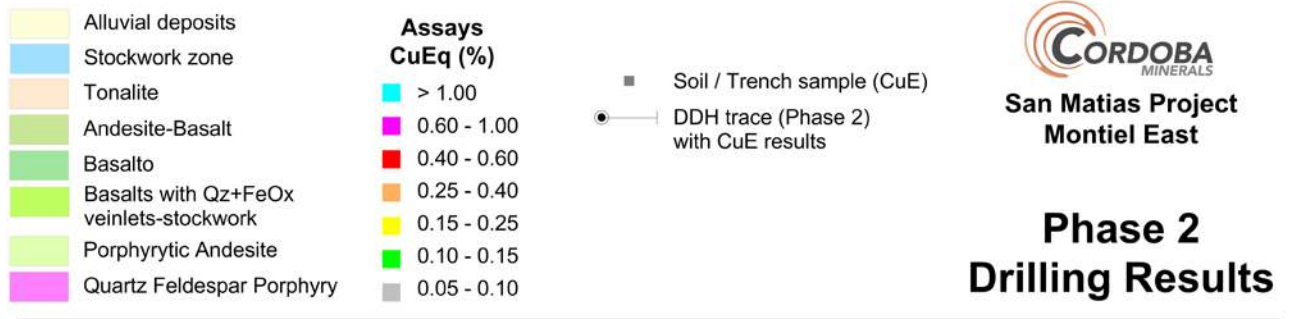 Alluvial deposits
Stockwork zone
Tonalite
Andesite-Basalt
Basalto
Basalts with Qz+FeOx
veinlets-stockwork
Porphyrytic Andesite
Quartz Feldespar Porphyry
Assays
CuEq (%)
> 1.00
0.60 - 1.00
0.40 - 0.60
0.25 - 0.40
0.15 - 0.25
0.10 - 0.15
0.05 - 0.10
Soil / Trench sample (CuE)
DDH trace (Phase 2)
with CuE results
CORDOBA
MINERALS
San Matias Project
Montiel East
Phase 2
Drilling Results